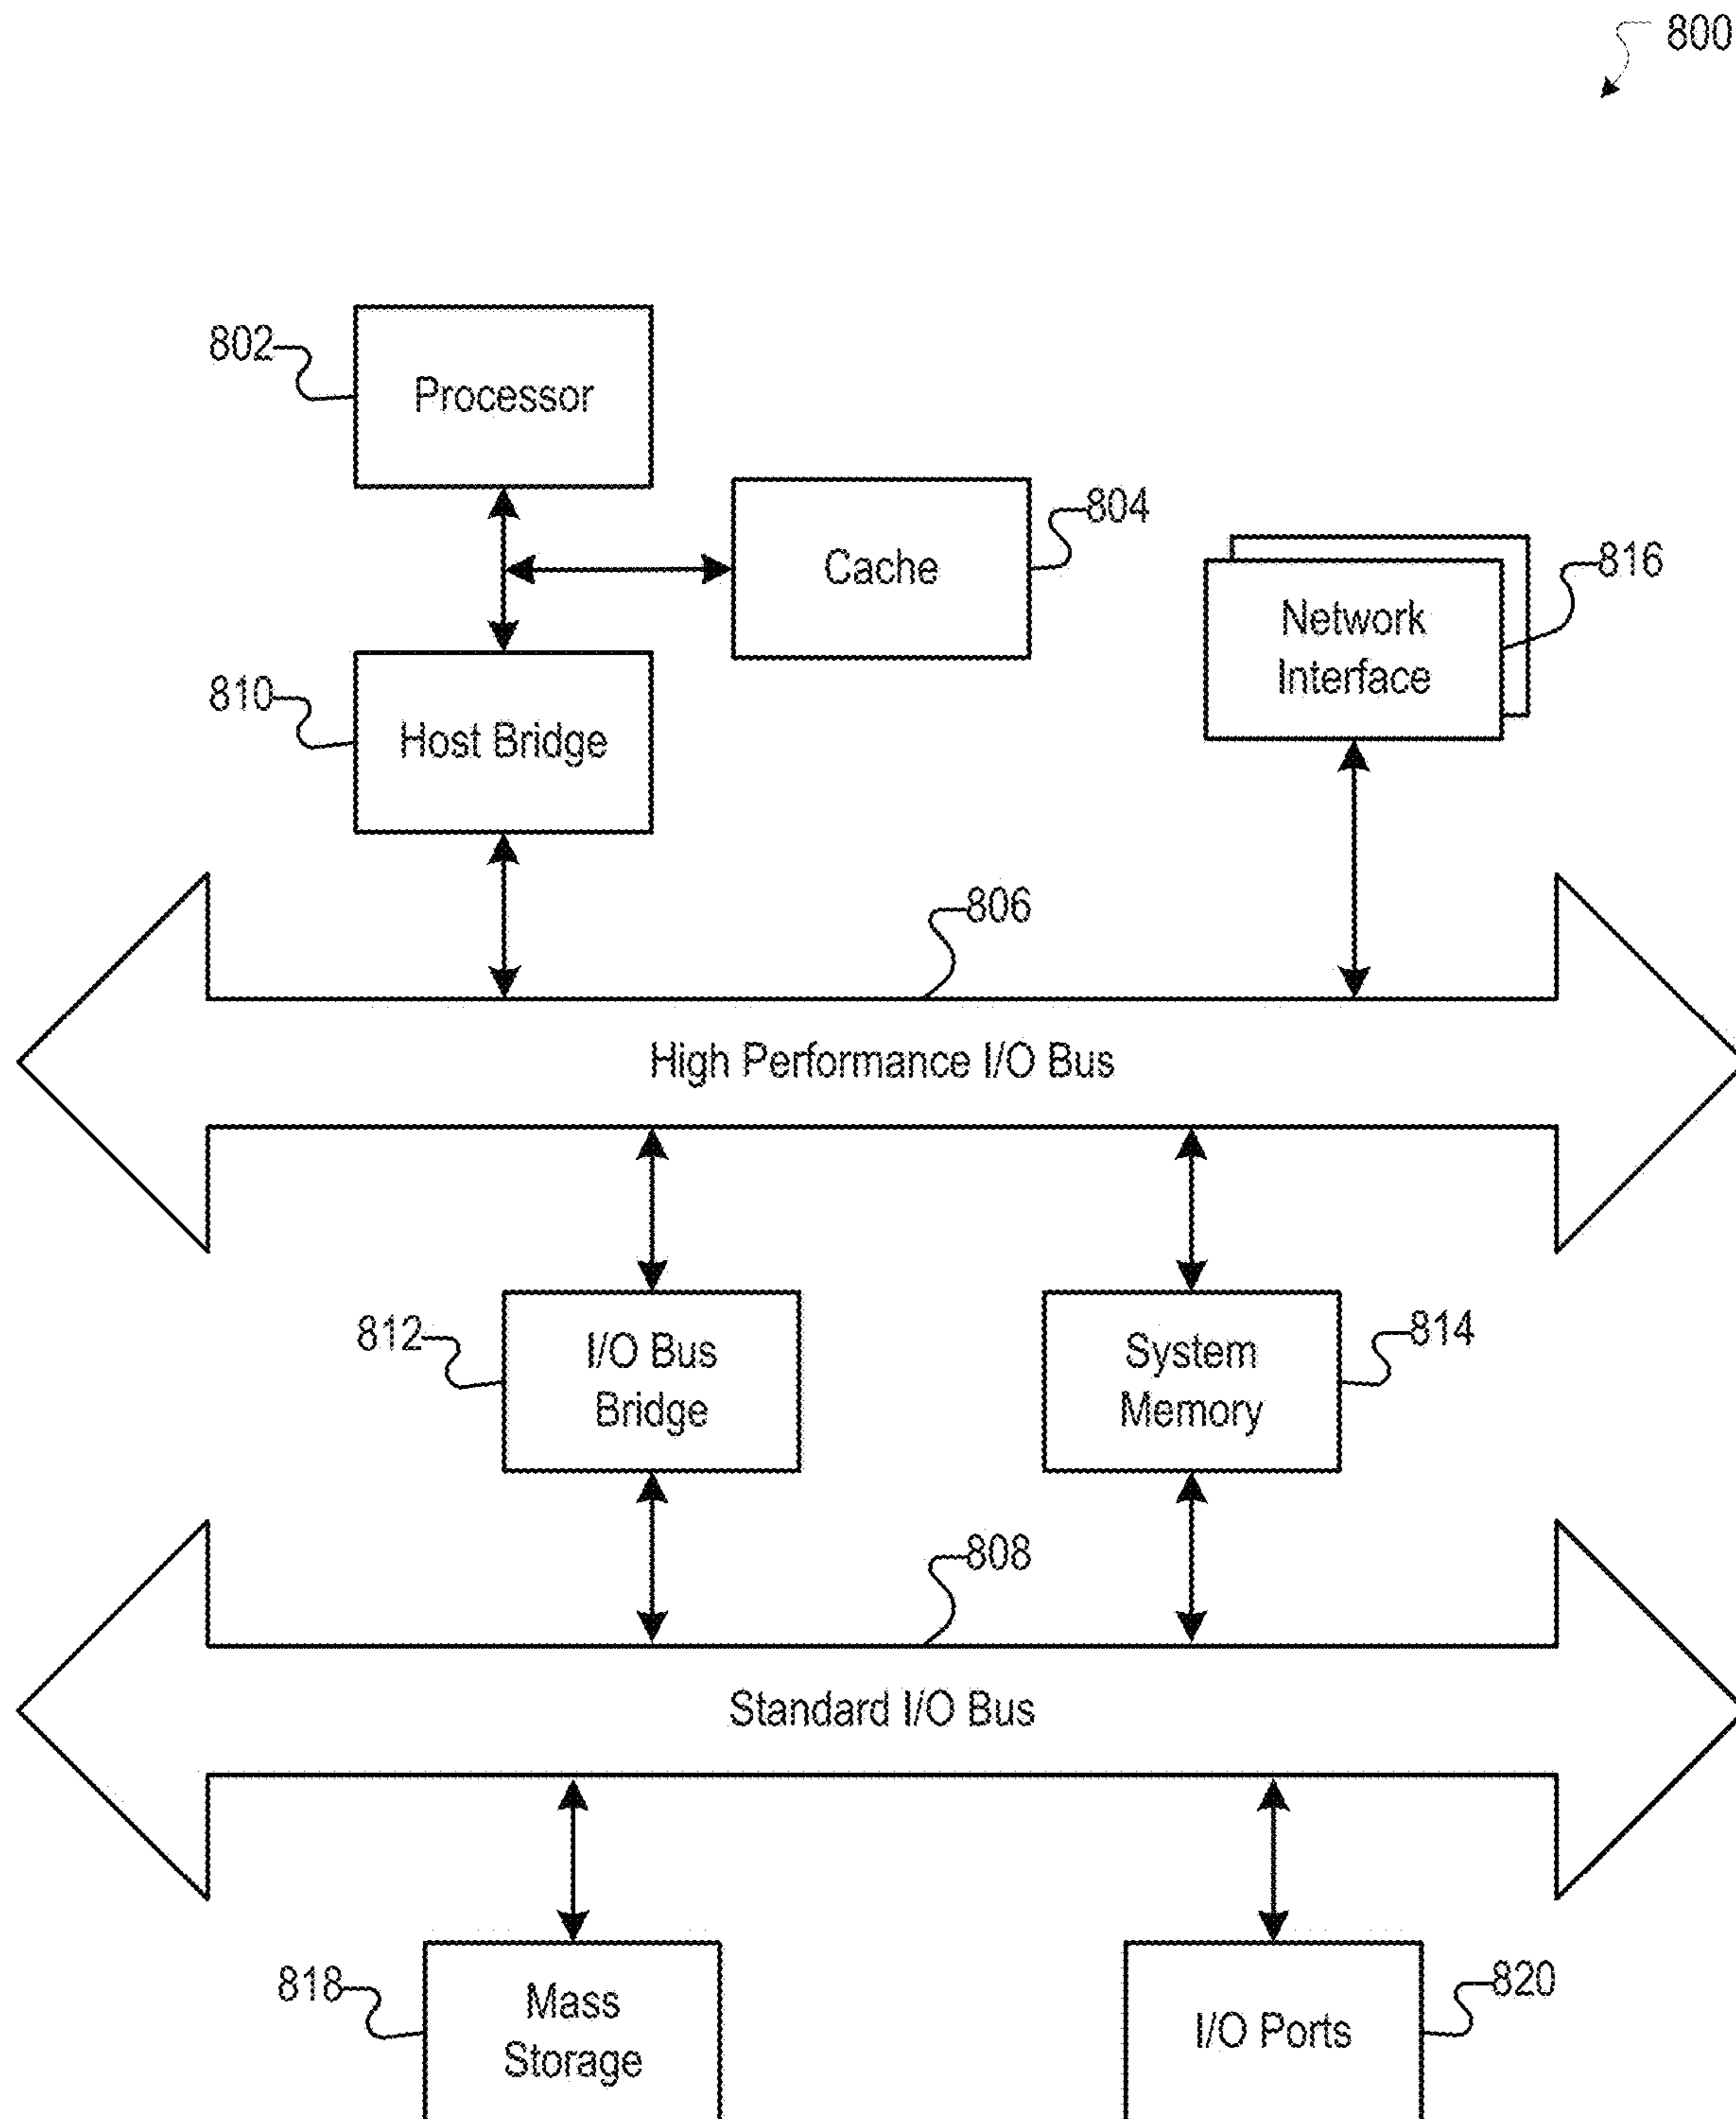 800
802
Processor
804
Cache
816
Network
Interface
810
Host Bridge
806
High Performance I/O Bus
812
I/O Bus
Bridge
System
Memory
814
808
Standard I/O Bus
818
Mass
Storage
I/O Ports
820